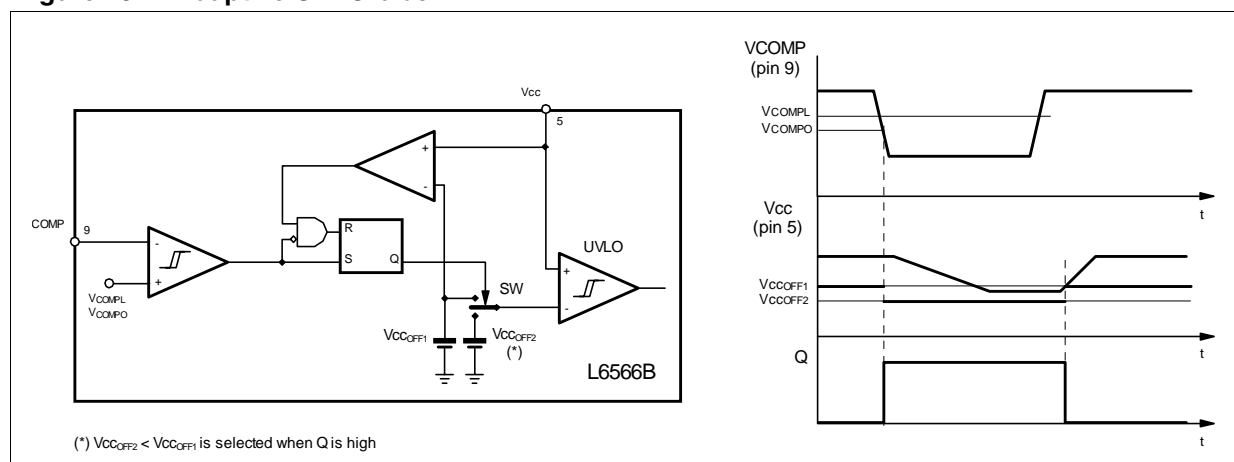 Vcc
5
+
-
COMP
9
-
+
VCOMPL
VCOMPO
R
S
Q
SW
UVLO
+
-
VccOFF1
VccOFF2
(*)
L6566B
(*) VccOFF2 < VccOFF1 is selected when Q is high
VCOMP
(pin 9)
VCOMPL
VCOMPO
t
Vcc
(pin 5)
VccOFF1
VccOFF2
t
Q
t